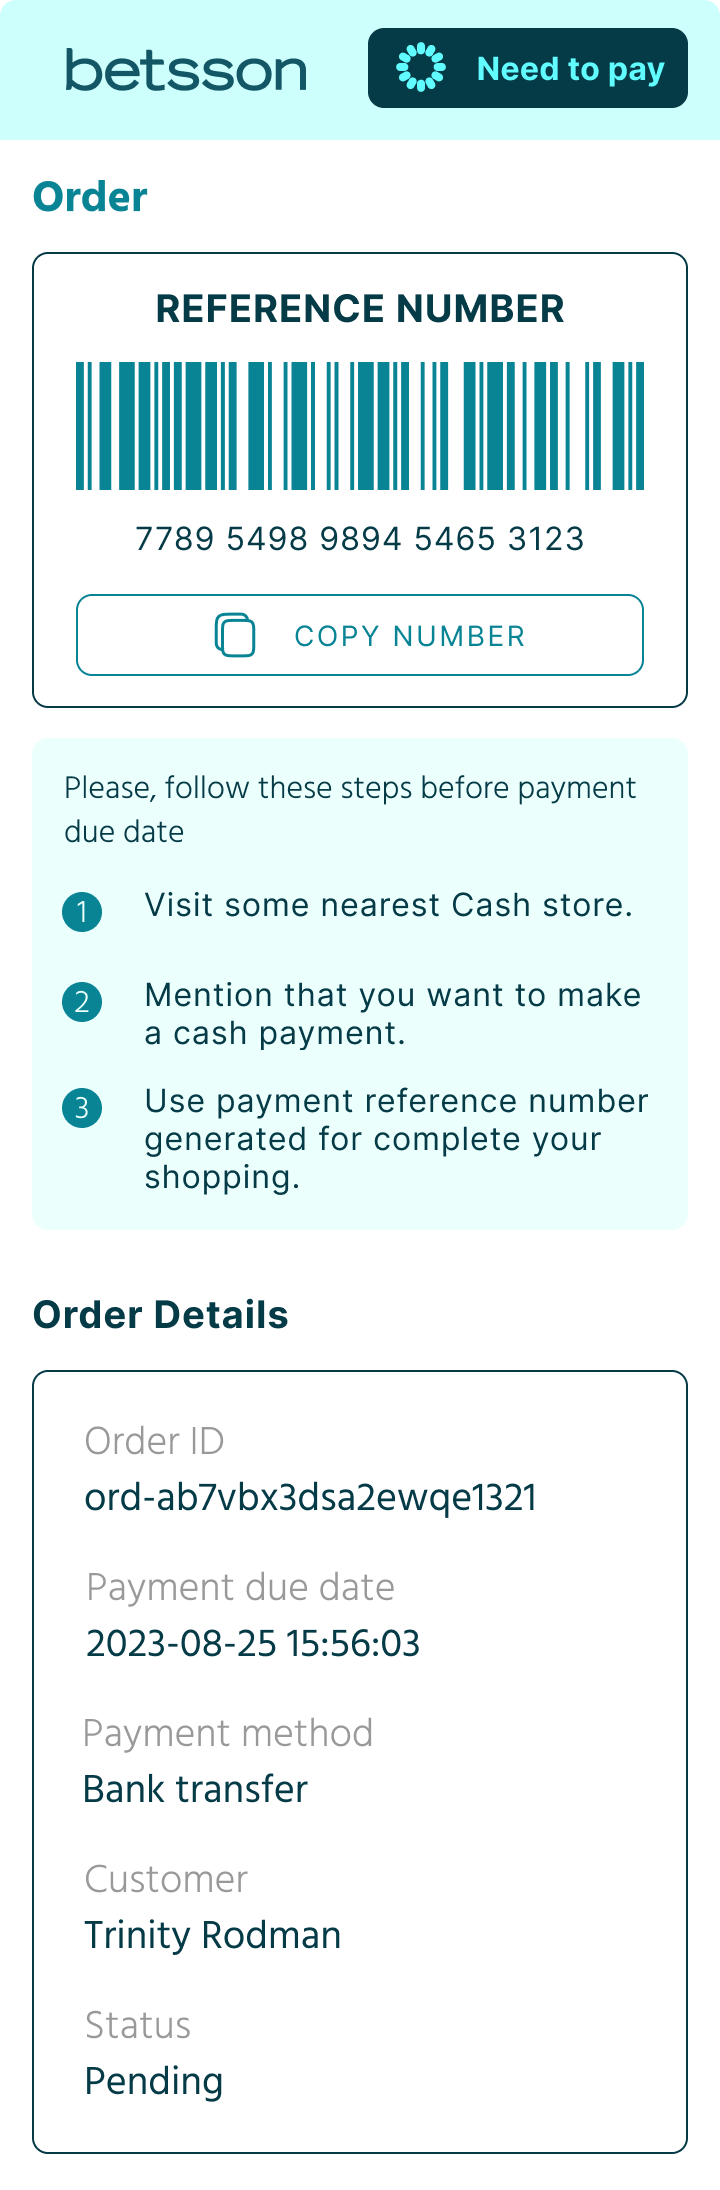 betsson
Need to pay
Order
REFERENCE NUMBER
7789 5498 9894 5465 3123
COPY NUMBER
Please, follow these steps before payment
due date
1 Visit some nearest Cash store.
2 Mention that you want to make
a cash payment.
3 Use payment reference number
generated for complete your
shopping.
Order Details
Order ID
ord-ab7vbx3dsa2ewqe1321
Payment due date
2023-08-25 15:56:03
Payment method
Bank transfer
Customer
Trinity Rodman
Status
Pending